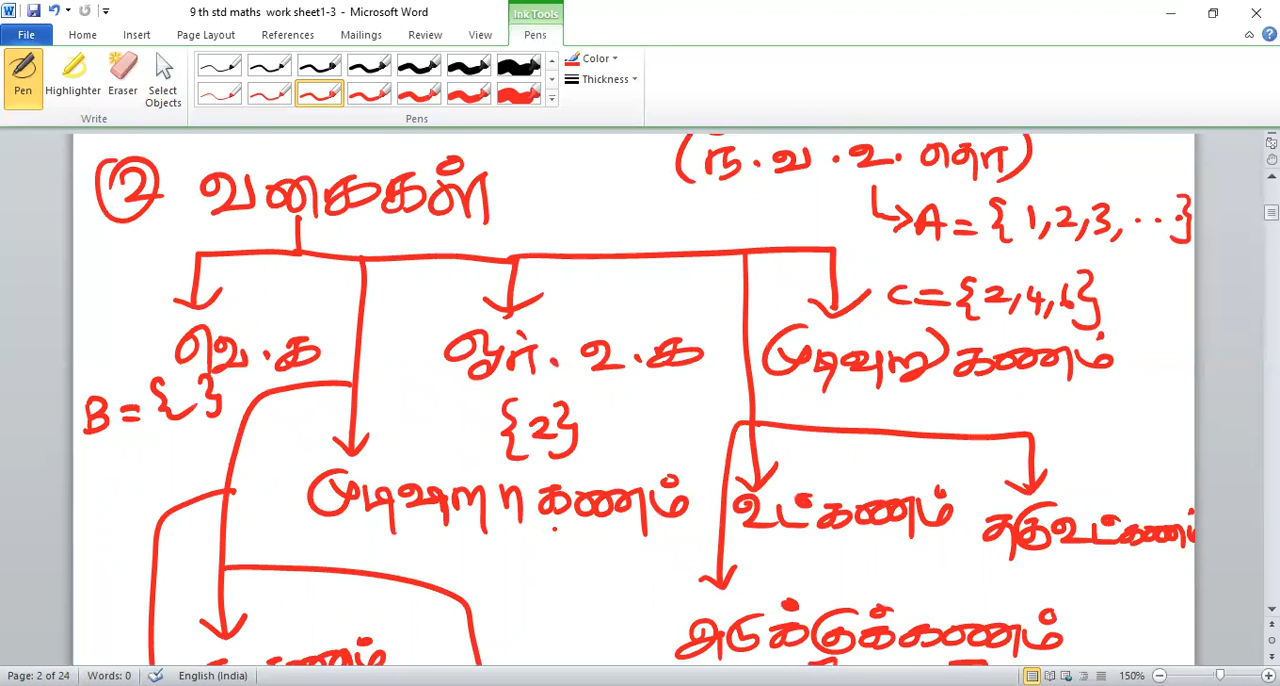 9 th std maths work sheet1-3 - Microsoft Word
Ink Tools
File Home Insert Page Layout References Mailings Review View Pens
Pen Highlighter Eraser Select Objects
Color
Thickness
Write Pens
(ந.வ.உ.தொ)
② வகைகள்
A = {1,2,3,...}
C = {2,4,6}
வெ.க ஓர்.உ.க (முடிவுறு) கணம்
B = { }
{2}
முடிவுறா கணம் உட்கணம் தகுஉட்கணம்
அடுக்குக்கணம்
Page: 2 of 24 Words: 0 English (India) 150%